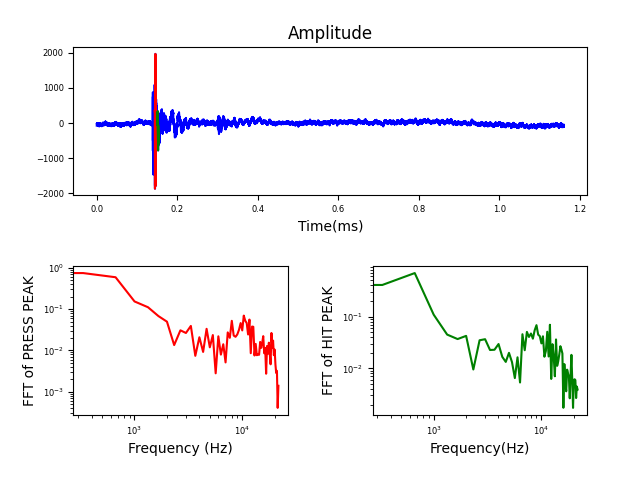 Amplitude
2000
1000
0
−1000
−2000
0.0 0.2 0.4 0.6 0.8 1.0 1.2
Time(ms)
FFT of PRESS PEAK
10⁰
10⁻¹
10⁻²
10⁻³
10³ 10⁴
Frequency (Hz)
FFT of HIT PEAK
10⁻¹
10⁻²
10³ 10⁴
Frequency(Hz)